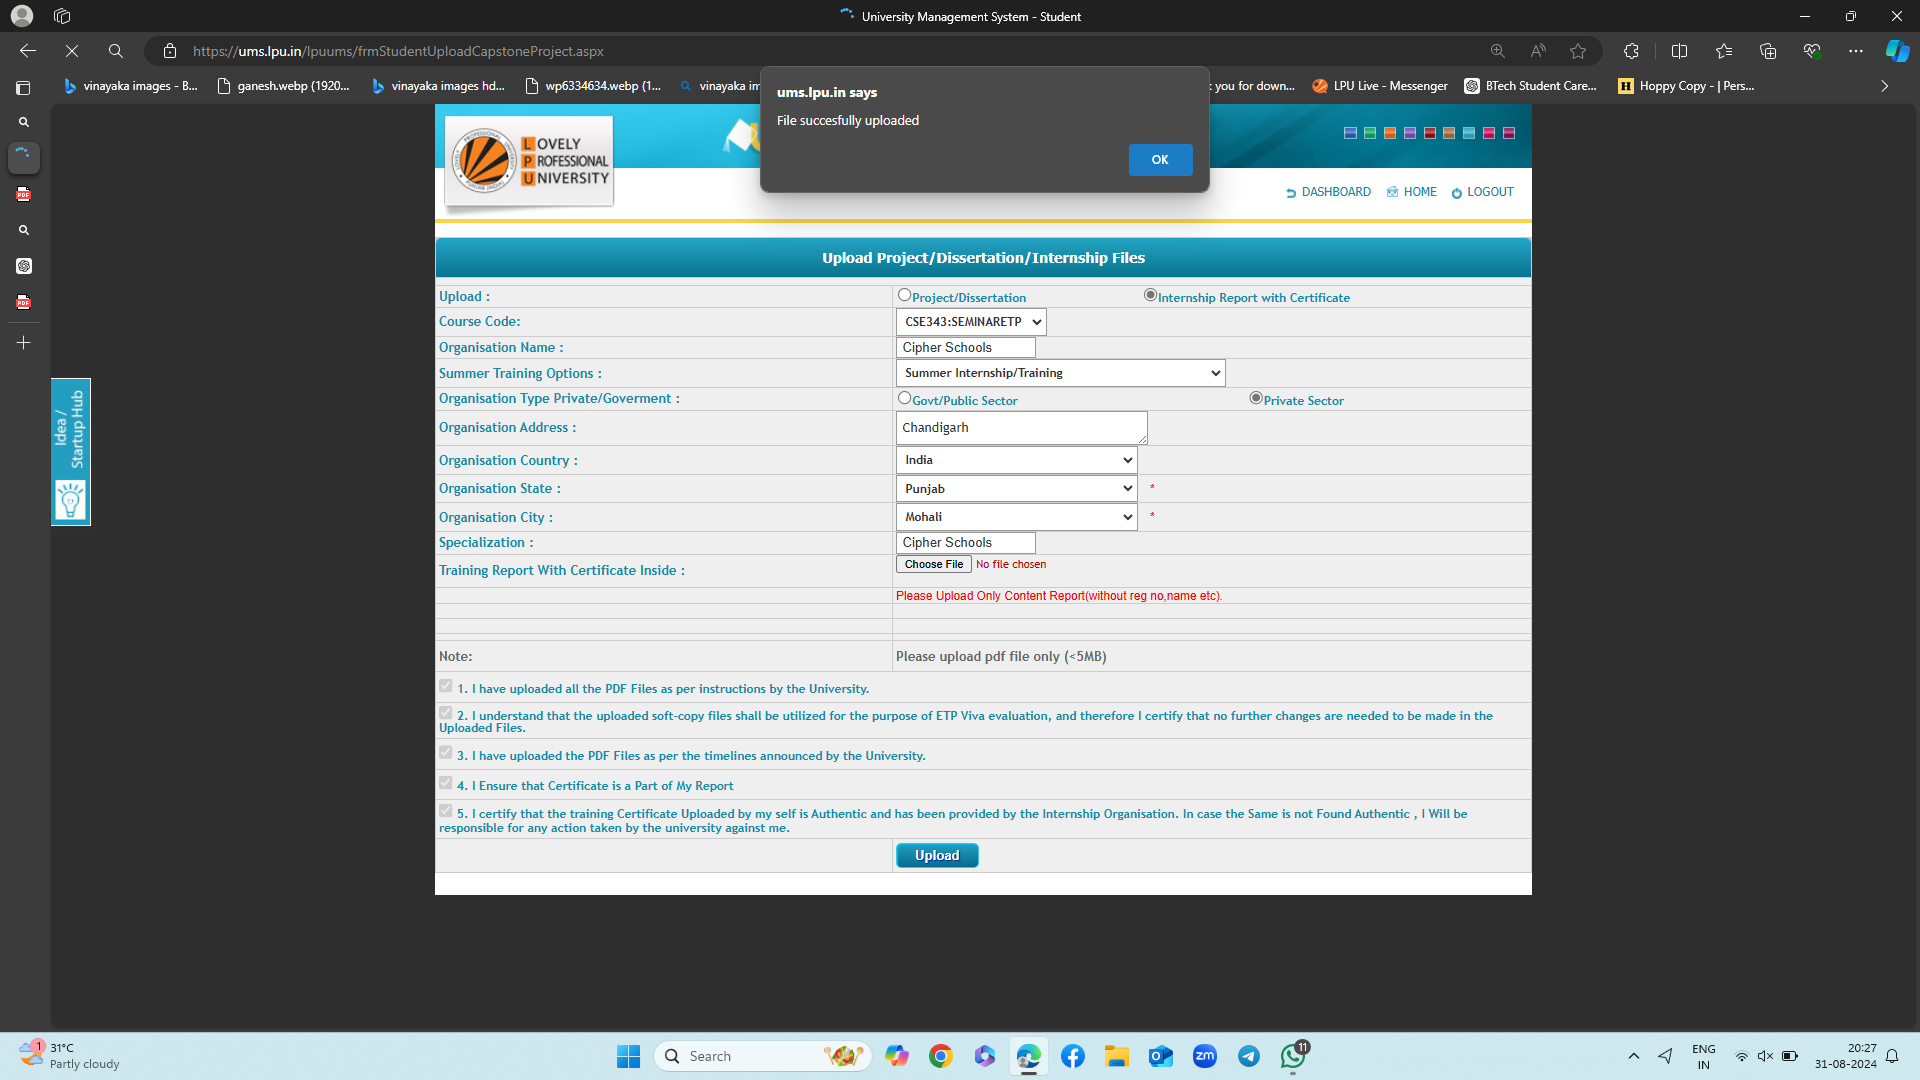 University Management System - Student
https://ums.lpu.in/lpuums/frmStudentUploadCapstoneProject.aspx
vinayaka images - B...
ganesh.webp (1920...
vinayaka images hd...
wp6334634.webp (1...
vinayaka im
t you for down...
LPU Live - Messenger
BTech Student Care...
Hoppy Copy - | Pers...
ums.lpu.in says
File succesfully uploaded
OK
LOVELY
PROFESSIONAL
UNIVERSITY
DASHBOARD
HOME
LOGOUT
Upload Project/Dissertation/Internship Files
Upload : Project/Dissertation Internship Report with Certificate
Course Code: CSE343:SEMINARETP
Organisation Name : Cipher Schools
Summer Training Options : Summer Internship/Training
Organisation Type Private/Goverment : Govt/Public Sector Private Sector
Organisation Address : Chandigarh
Organisation Country : India
Organisation State : Punjab *
Organisation City : Mohali *
Specialization : Cipher Schools
Training Report With Certificate Inside : Choose File No file chosen
Please Upload Only Content Report(without reg no,name etc).
Note: Please upload pdf file only (<5MB)
1. I have uploaded all the PDF Files as per instructions by the University.
2. I understand that the uploaded soft-copy files shall be utilized for the purpose of ETP Viva evaluation, and therefore I certify that no further changes are needed to be made in the
Uploaded Files.
3. I have uploaded the PDF Files as per the timelines announced by the University.
4. I Ensure that Certificate is a Part of My Report
5. I certify that the training Certificate Uploaded by my self is Authentic and has been provided by the Internship Organisation. In case the Same is not Found Authentic , I Will be
responsible for any action taken by the university against me.
Upload
Idea /
Startup Hub
PDF
PDF
1
31°C
Partly cloudy
Search
zm
11
ENG
IN
20:27
31-08-2024